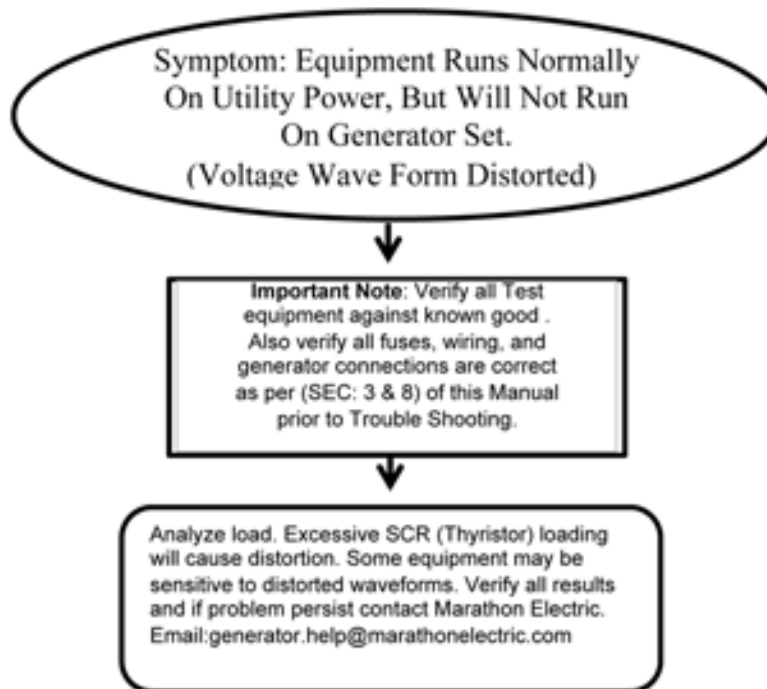 Symptom: Equipment Runs Normally
On Utility Power, But Will Not Run
On Generator Set.
(Voltage Wave Form Distorted)
Important Note: Verify all Test
equipment against known good .
Also verify all fuses, wiring, and
generator connections are correct
as per (SEC: 3 & 8) of this Manual
prior to Trouble Shooting.
Analyze load. Excessive SCR (Thyristor) loading
will cause distortion. Some equipment may be
sensitive to distorted waveforms. Verify all results
and if problem persist contact Marathon Electric.
Email:generator.help@marathonelectric.com